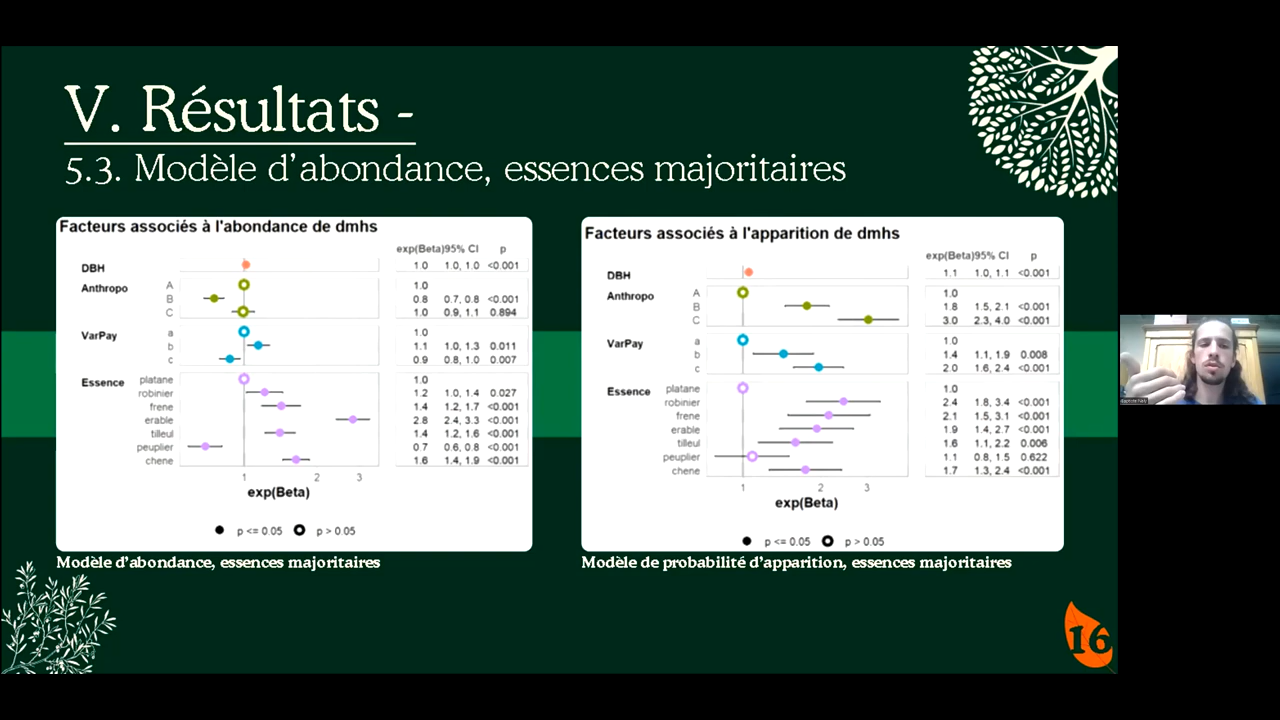 V. Résultats -
5.3. Modèle d'abondance, essences majoritaires
Facteurs associés à l'abondance de dmhs
exp(Beta) 95% CI p
DBH 1.0 1.0, 1.0 <0.001
Anthropo A 1.0
B 0.8 0.7, 0.8 <0.001
C 1.0 0.9, 1.1 0.894
VarPay a 1.0
b 1.1 1.0, 1.3 0.011
c 0.9 0.8, 1.0 0.007
Essence platane 1.0
robinier 1.2 1.0, 1.4 0.027
frene 1.4 1.2, 1.7 <0.001
erable 2.8 2.4, 3.3 <0.001
tilleul 1.4 1.2, 1.6 <0.001
peuplier 0.7 0.6, 0.8 <0.001
chene 1.6 1.4, 1.9 <0.001
1 2 3
exp(Beta)
p <= 0.05 p > 0.05
Modèle d'abondance, essences majoritaires
Facteurs associés à l'apparition de dmhs
exp(Beta) 95% CI p
DBH 1.1 1.0, 1.1 <0.001
Anthropo A 1.0
B 1.8 1.5, 2.1 <0.001
C 3.0 2.3, 4.0 <0.001
VarPay a 1.0
b 1.4 1.1, 1.9 0.008
c 2.0 1.6, 2.4 <0.001
Essence platane 1.0
robinier 2.4 1.8, 3.4 <0.001
frene 2.1 1.5, 3.1 <0.001
erable 1.9 1.4, 2.7 <0.001
tilleul 1.6 1.1, 2.2 0.006
peuplier 1.1 0.8, 1.5 0.622
chene 1.7 1.3, 2.4 <0.001
1 2 3
exp(Beta)
p <= 0.05 p > 0.05
Modèle de probabilité d'apparition, essences majoritaires
16